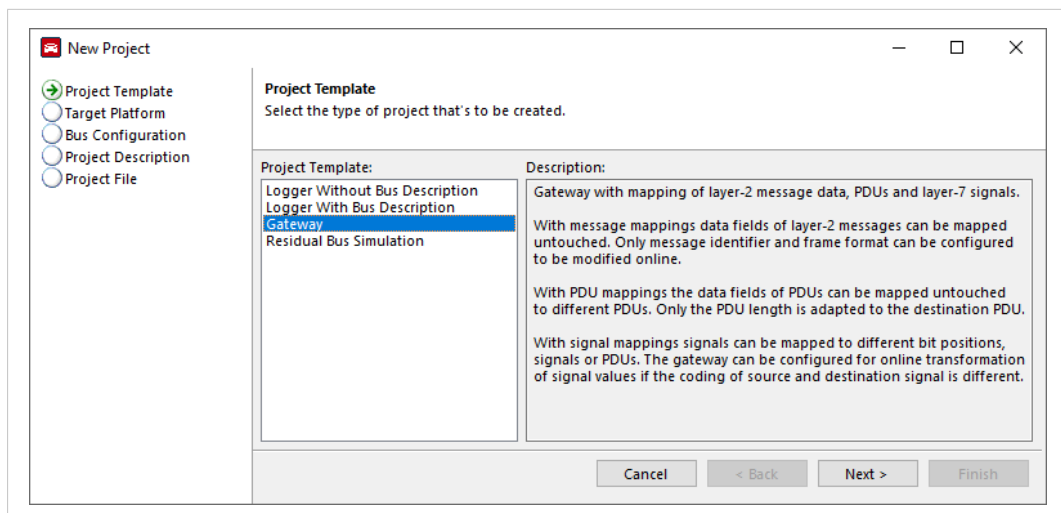 New Project
Project Template
Target Platform
Bus Configuration
Project Description
Project File
Project Template
Select the type of project that's to be created.
Project Template:
Logger Without Bus Description
Logger With Bus Description
Gateway
Residual Bus Simulation
Description:
Gateway with mapping of layer-2 message data, PDUs and layer-7 signals.
With message mappings data fields of layer-2 messages can be mapped
untouched. Only message identifier and frame format can be configured
to be modified online.
With PDU mappings the data fields of PDUs can be mapped untouched
to different PDUs. Only the PDU length is adapted to the destination PDU.
With signal mappings signals can be mapped to different bit positions,
signals or PDUs. The gateway can be configured for online transformation
of signal values if the coding of source and destination signal is different.
Cancel
< Back
Next >
Finish